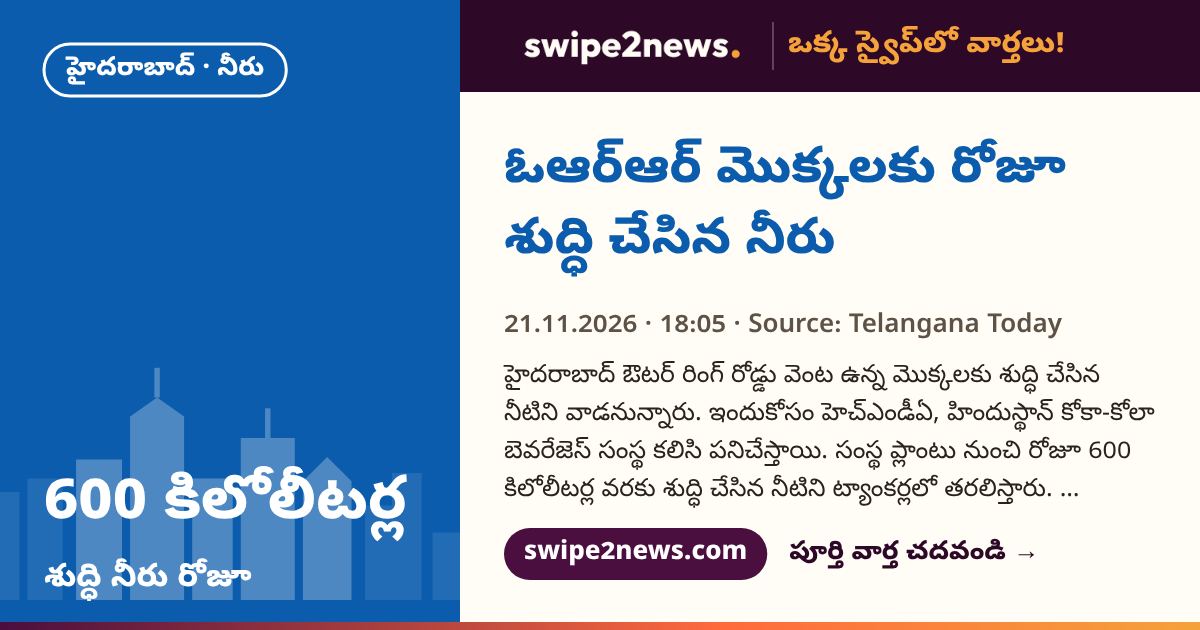 హైదరాబాద్ · నీరు
600 కిలోలీటర్ల
శుద్ధి నీరు రోజూ
swipe2news.
ఒక్క స్వైప్‌లో వార్తలు!
ఓఆర్ఆర్ మొక్కలకు రోజూ
శుద్ధి చేసిన నీరు
21.11.2026 · 18:05 · Source: Telangana Today
హైదరాబాద్ ఔటర్ రింగ్ రోడ్డు వెంట ఉన్న మొక్కలకు శుద్ధి చేసిన
నీటిని వాడనున్నారు. ఇందుకోసం హెచ్ఎండీఏ, హిందుస్థాన్ కోకా-కోలా
బెవరేజెస్ సంస్థ కలిసి పనిచేస్తాయి. సంస్థ ప్లాంటు నుంచి రోజూ 600
కిలోలీటర్ల వరకు శుద్ధి చేసిన నీటిని ట్యాంకర్లలో తరలిస్తారు. ...
swipe2news.com
పూర్తి వార్త చదవండి →